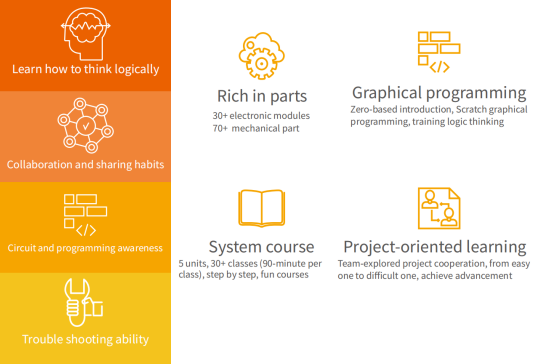 Learn how to think logically
Collaboration and sharing habits
Circuit and programming awareness
Trouble shooting ability
Rich in parts
30+ electronic modules
70+ mechanical part
Graphical programming
Zero-based introduction, Scratch graphical
programming, training logic thinking
System course
5 units, 30+ classes (90-minute per
class), step by step, fun courses
Project-oriented learning
Team-explored project cooperation, from easy
one to difficult one, achieve advancement